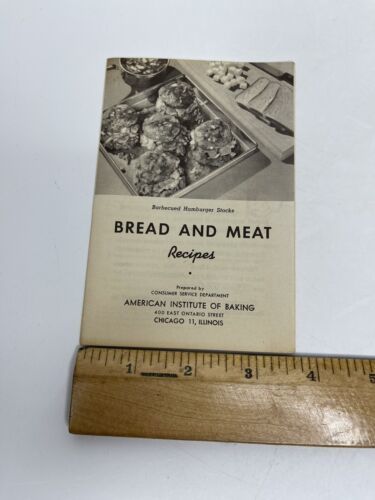 Barbecued Hamburger Stacks
BREAD AND MEAT
Recipes
Prepared by
CONSUMER SERVICE DEPARTMENT
AMERICAN INSTITUTE OF BAKING
400 EAST ONTARIO STREET
CHICAGO 11, ILLINOIS
1 2 3 4 5